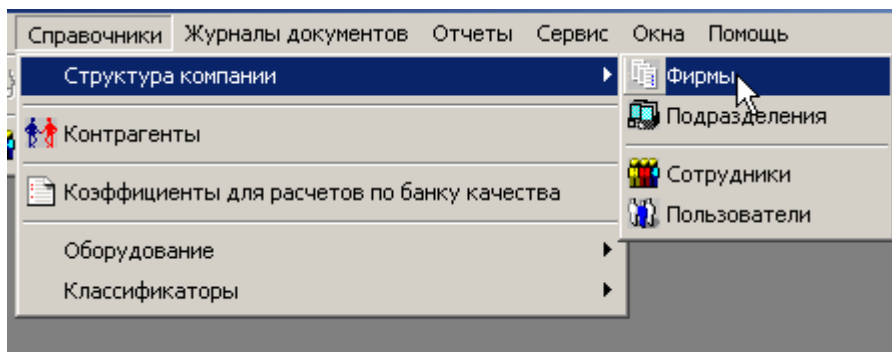 Справочники Журналы документов Отчеты Сервис Окна Помощь
Структура компании
Фирмы
Подразделения
Контрагенты
Сотрудники
Коэффициенты для расчетов по банку качества
Пользователи
Оборудование
Классификаторы